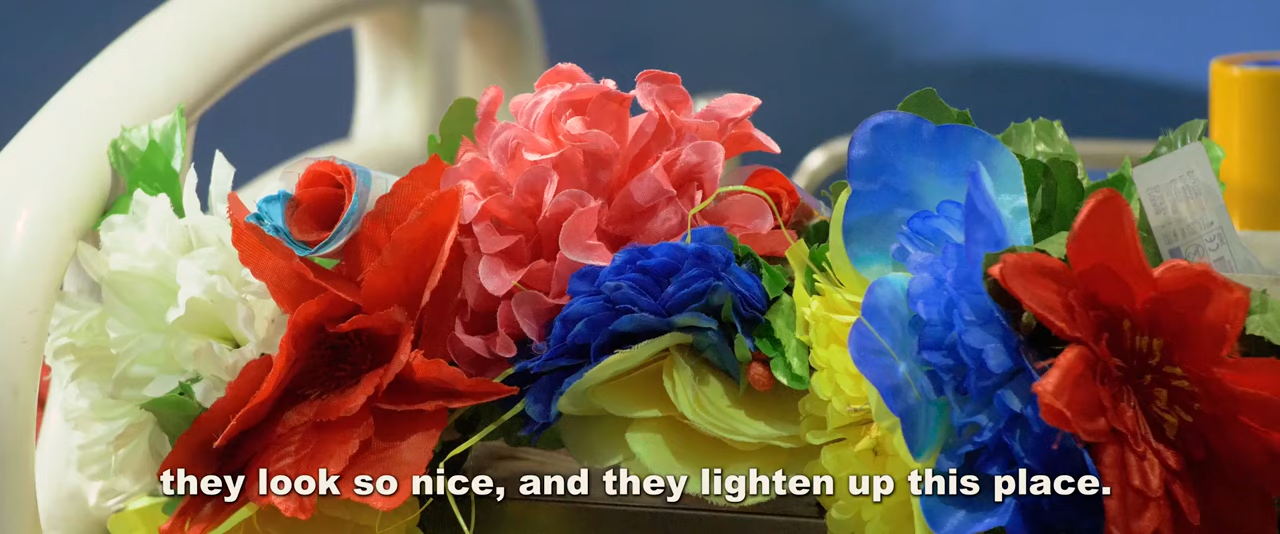 they look so nice, and they lighten up this place.